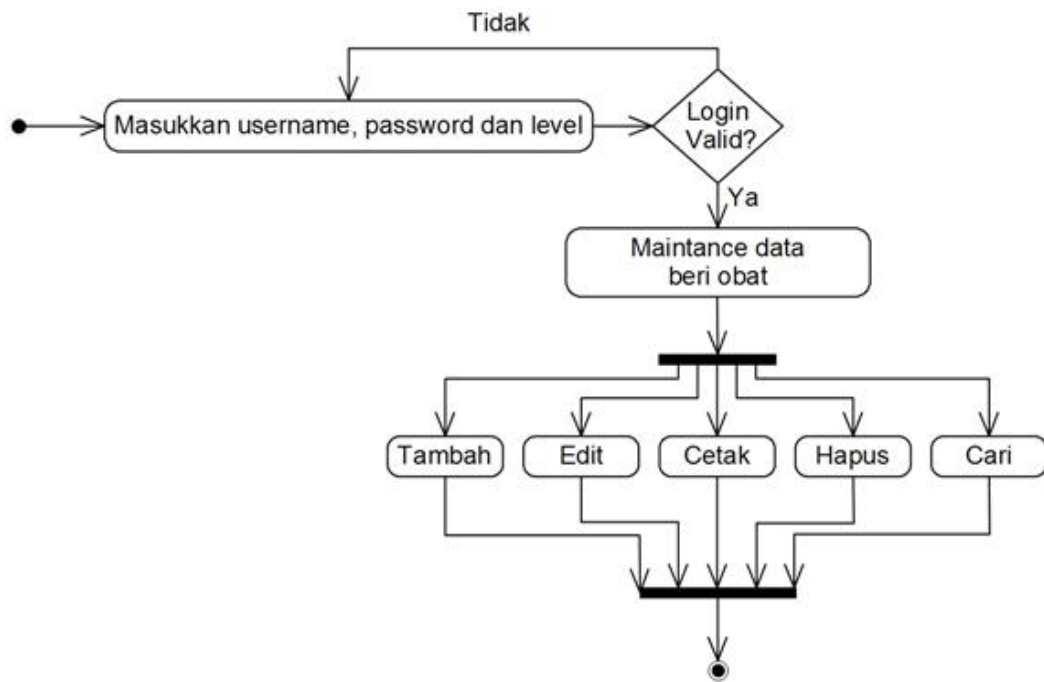 Tidak
Masukkan username, password dan level
Login
Valid?
Ya
Maintance data
beri obat
Tambah
Edit
Cetak
Hapus
Cari